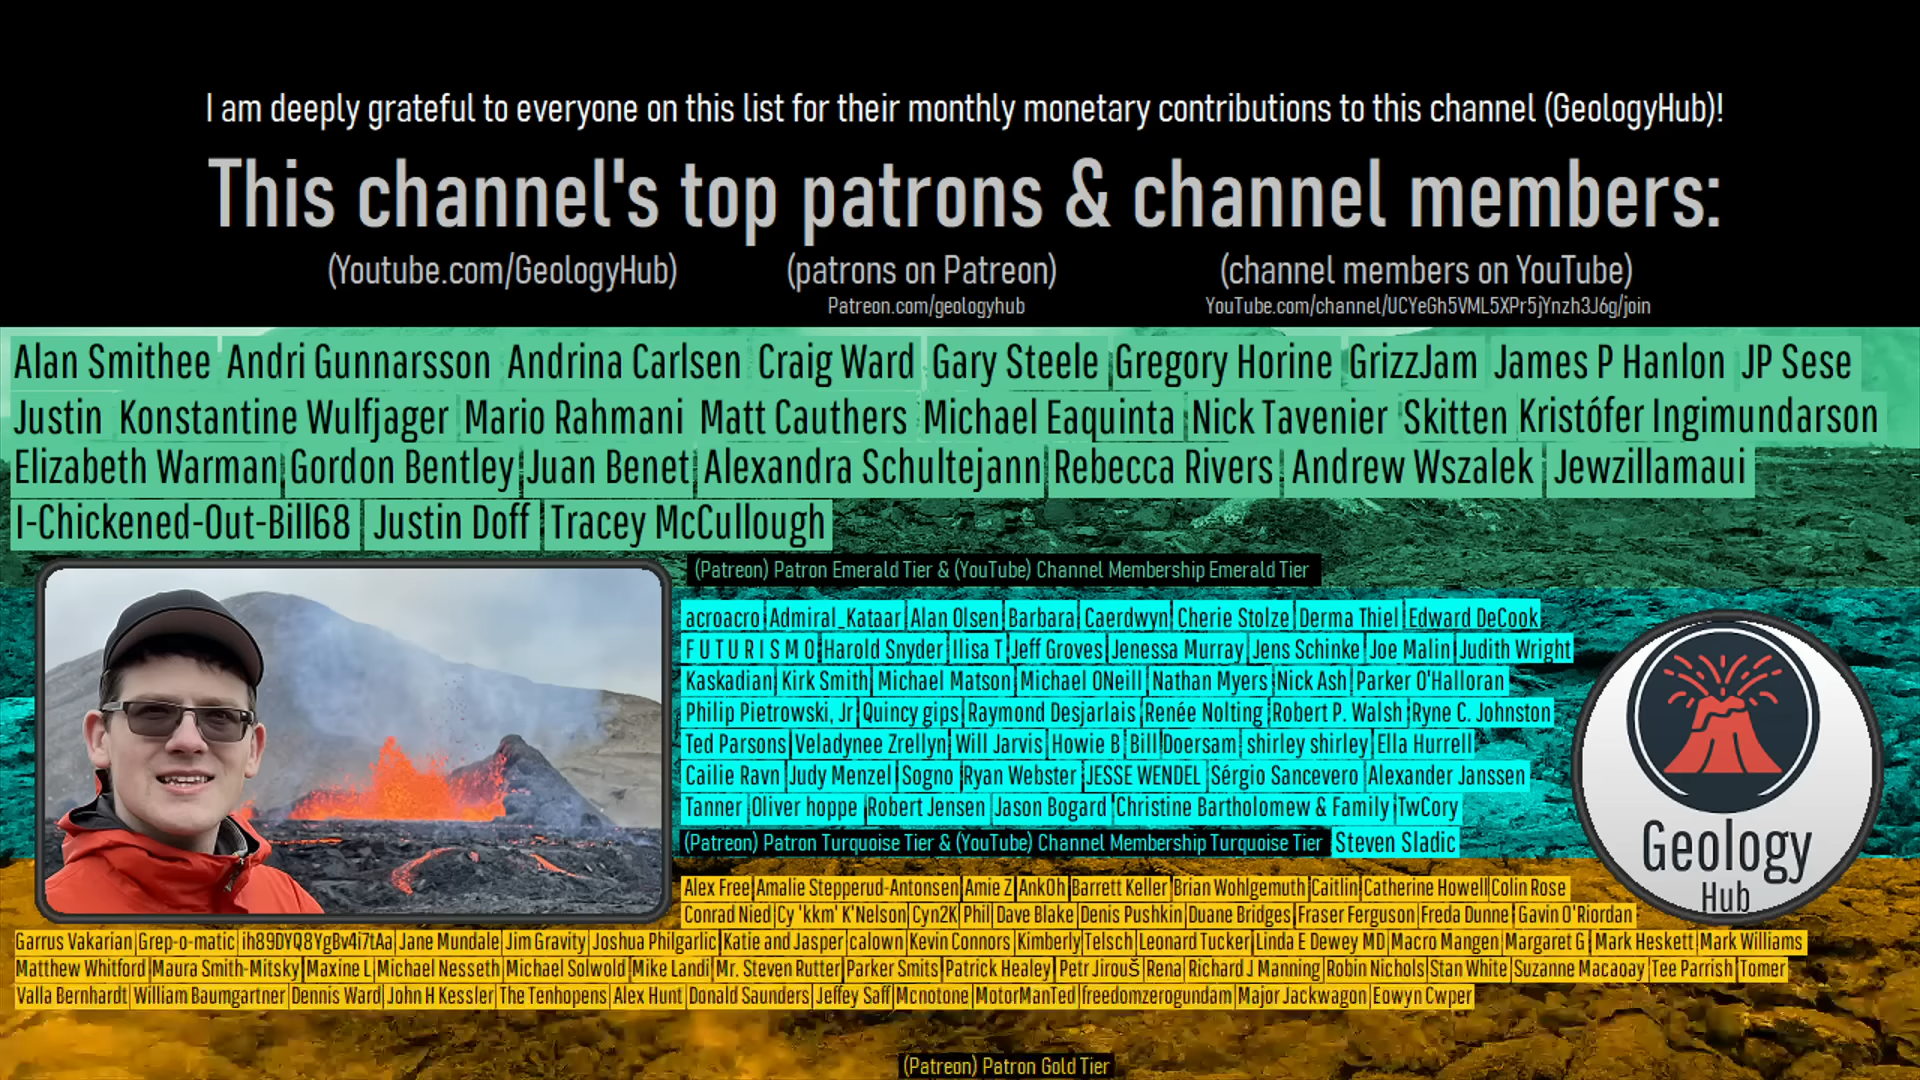 I am deeply grateful to everyone on this list for their monthly monetary contributions to this channel (GeologyHub)!
This channel's top patrons & channel members:
(Youtube.com/GeologyHub) (patrons on Patreon) (channel members on YouTube)
Patreon.com/geologyhub YouTube.com/channel/UCYeGh5VML5XPr5jYnzh3J6g/join
Alan Smithee Andri Gunnarsson Andrina Carlsen Craig Ward Gary Steele Gregory Horine GrizzJam James P Hanlon JP Sese
Justin Konstantine Wulfjager Mario Rahmani Matt Cauthers Michael Eaquinta Nick Tavenier Skitten Kristófer Ingimundarson
Elizabeth Warman Gordon Bentley Juan Benet Alexandra Schultejann Rebecca Rivers Andrew Wszalek Jewzillamaui
I-Chickened-Out-Bill68 Justin Doff Tracey McCullough
(Patreon) Patron Emerald Tier & (YouTube) Channel Membership Emerald Tier
acroacro Admiral_Kataar Alan Olsen Barbara Caerdwyn Cherie Stolze Derma Thiel Edward DeCook
F U T U R I S M O Harold Snyder Ilisa T Jeff Groves Jenessa Murray Jens Schinke Joe Malin Judith Wright
Kaskadian Kirk Smith Michael Matson Michael ONeill Nathan Myers Nick Ash Parker O'Halloran
Philip Pietrowski, Jr Quincy gips Raymond Desjarlais Renée Nolting Robert P. Walsh Ryne C. Johnston
Ted Parsons Veladynee Zrellyn Will Jarvis Howie B Bill Doersam shirley shirley Ella Hurrell
Cailie Ravn Judy Menzel Sogno Ryan Webster JESSE WENDEL Sérgio Sancevero Alexander Janssen
Tanner Oliver hoppe Robert Jensen Jason Bogard Christine Bartholomew & Family TwCory
(Patreon) Patron Turquoise Tier & (YouTube) Channel Membership Turquoise Tier Steven Sladic
Geology
Hub
Alex Free Amalie Stepperud-Antonsen Amie Z AnkOh Barrett Keller Brian Wohlgemuth Caitlin Catherine Howell Colin Rose
Conrad Nied Cy 'kkm' K'Nelson Cyn2K Phil Dave Blake Denis Pushkin Duane Bridges Fraser Ferguson Freda Dunne Gavin O'Riordan
Garrus Vakarian Grep-o-matic ih89DYQ8YgBv4i7tAa Jane Mundale Jim Gravity Joshua Philgarlic Katie and Jasper calown Kevin Connors Kimberly Telsch Leonard Tucker Linda E Dewey MD Macro Mangen Margaret G Mark Heskett Mark Williams
Matthew Whitford Maura Smith-Mitsky Maxine L Michael Nesseth Michael Solwold Mike Landi Mr. Steven Rutter Parker Smits Patrick Healey Petr Jirouš Rena Richard J Manning Robin Nichols Stan White Suzanne Macaoay Tee Parrish Tomer
Valla Bernhardt William Baumgartner Dennis Ward John H Kessler The Tenhopens Alex Hunt Donald Saunders Jeffey Saff Mcnotone MotorManTed freedomzerogundam Major Jackwagon Eowyn Cwper
(Patreon) Patron Gold Tier